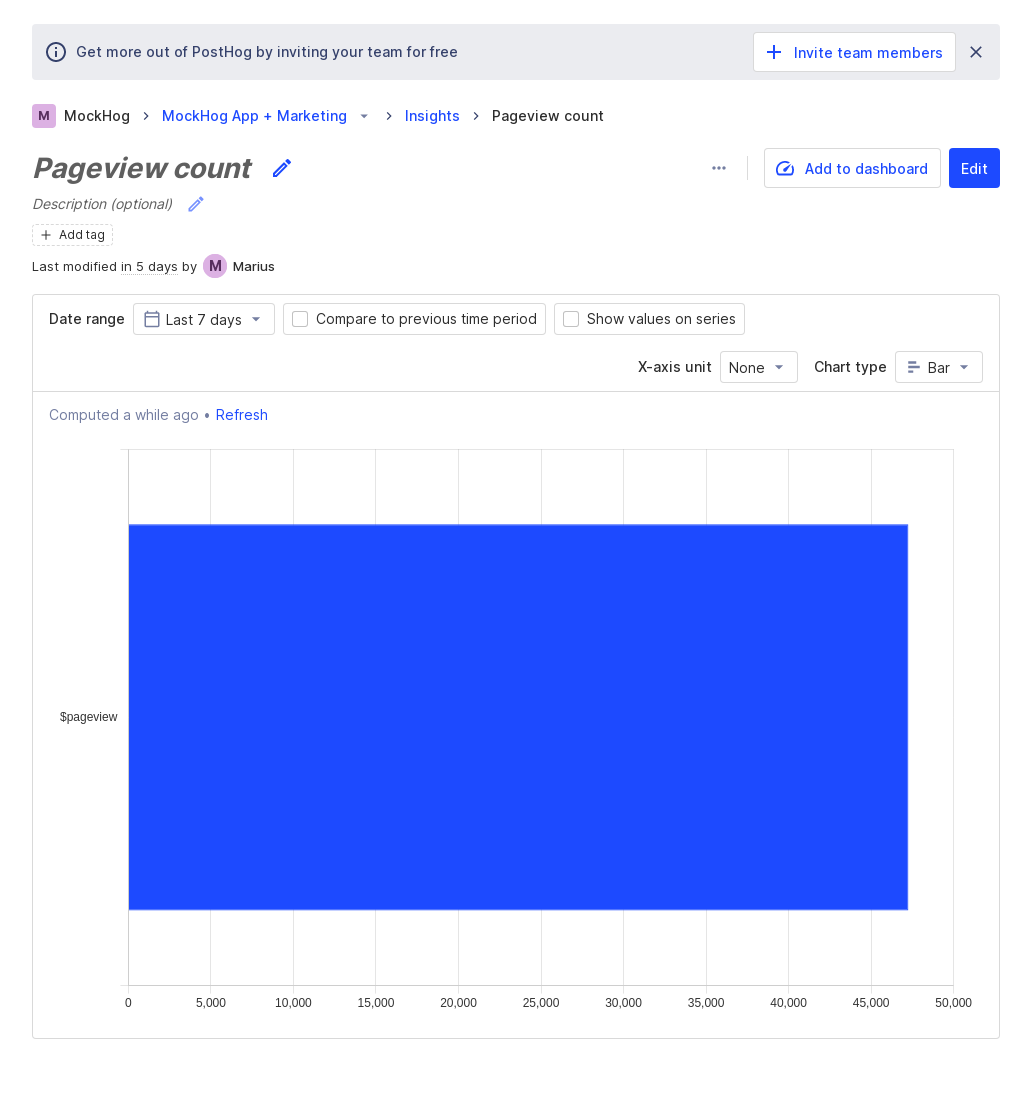 Get more out of PostHog by inviting your team for free
Invite team members
M MockHog MockHog App + Marketing Insights Pageview count
Pageview count
Add to dashboard
Edit
Description (optional)
Add tag
Last modified in 5 days by M Marius
Date range Last 7 days Compare to previous time period Show values on series
X-axis unit None Chart type Bar
Computed a while ago • Refresh
$pageview
0 5,000 10,000 15,000 20,000 25,000 30,000 35,000 40,000 45,000 50,000